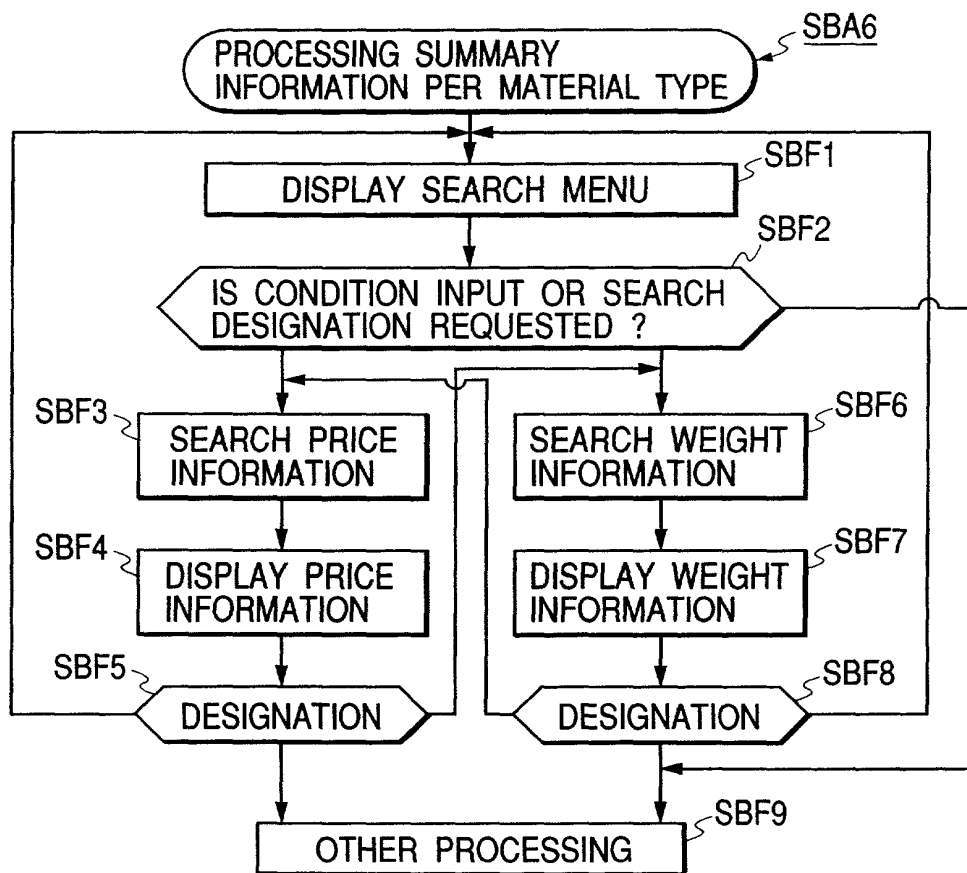 SBA6
PROCESSING SUMMARY
INFORMATION PER MATERIAL TYPE
SBF1
DISPLAY SEARCH MENU
SBF2
IS CONDITION INPUT OR SEARCH
DESIGNATION REQUESTED ?
SBF3
SEARCH PRICE
INFORMATION
SBF6
SEARCH WEIGHT
INFORMATION
SBF4
DISPLAY PRICE
INFORMATION
SBF7
DISPLAY WEIGHT
INFORMATION
SBF5
DESIGNATION
SBF8
DESIGNATION
SBF9
OTHER PROCESSING